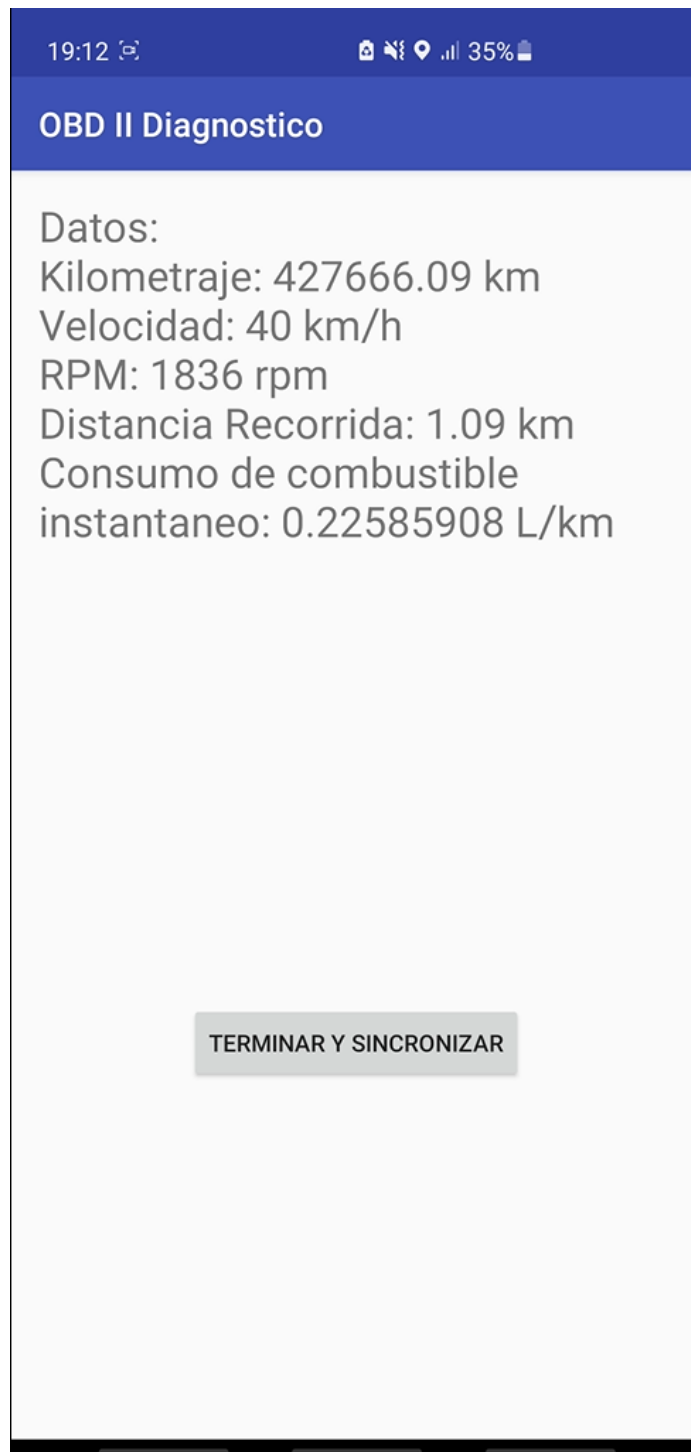 19:12 35%
OBD II Diagnostico
Datos:
Kilometraje: 427666.09 km
Velocidad: 40 km/h
RPM: 1836 rpm
Distancia Recorrida: 1.09 km
Consumo de combustible
instantaneo: 0.22585908 L/km
TERMINAR Y SINCRONIZAR